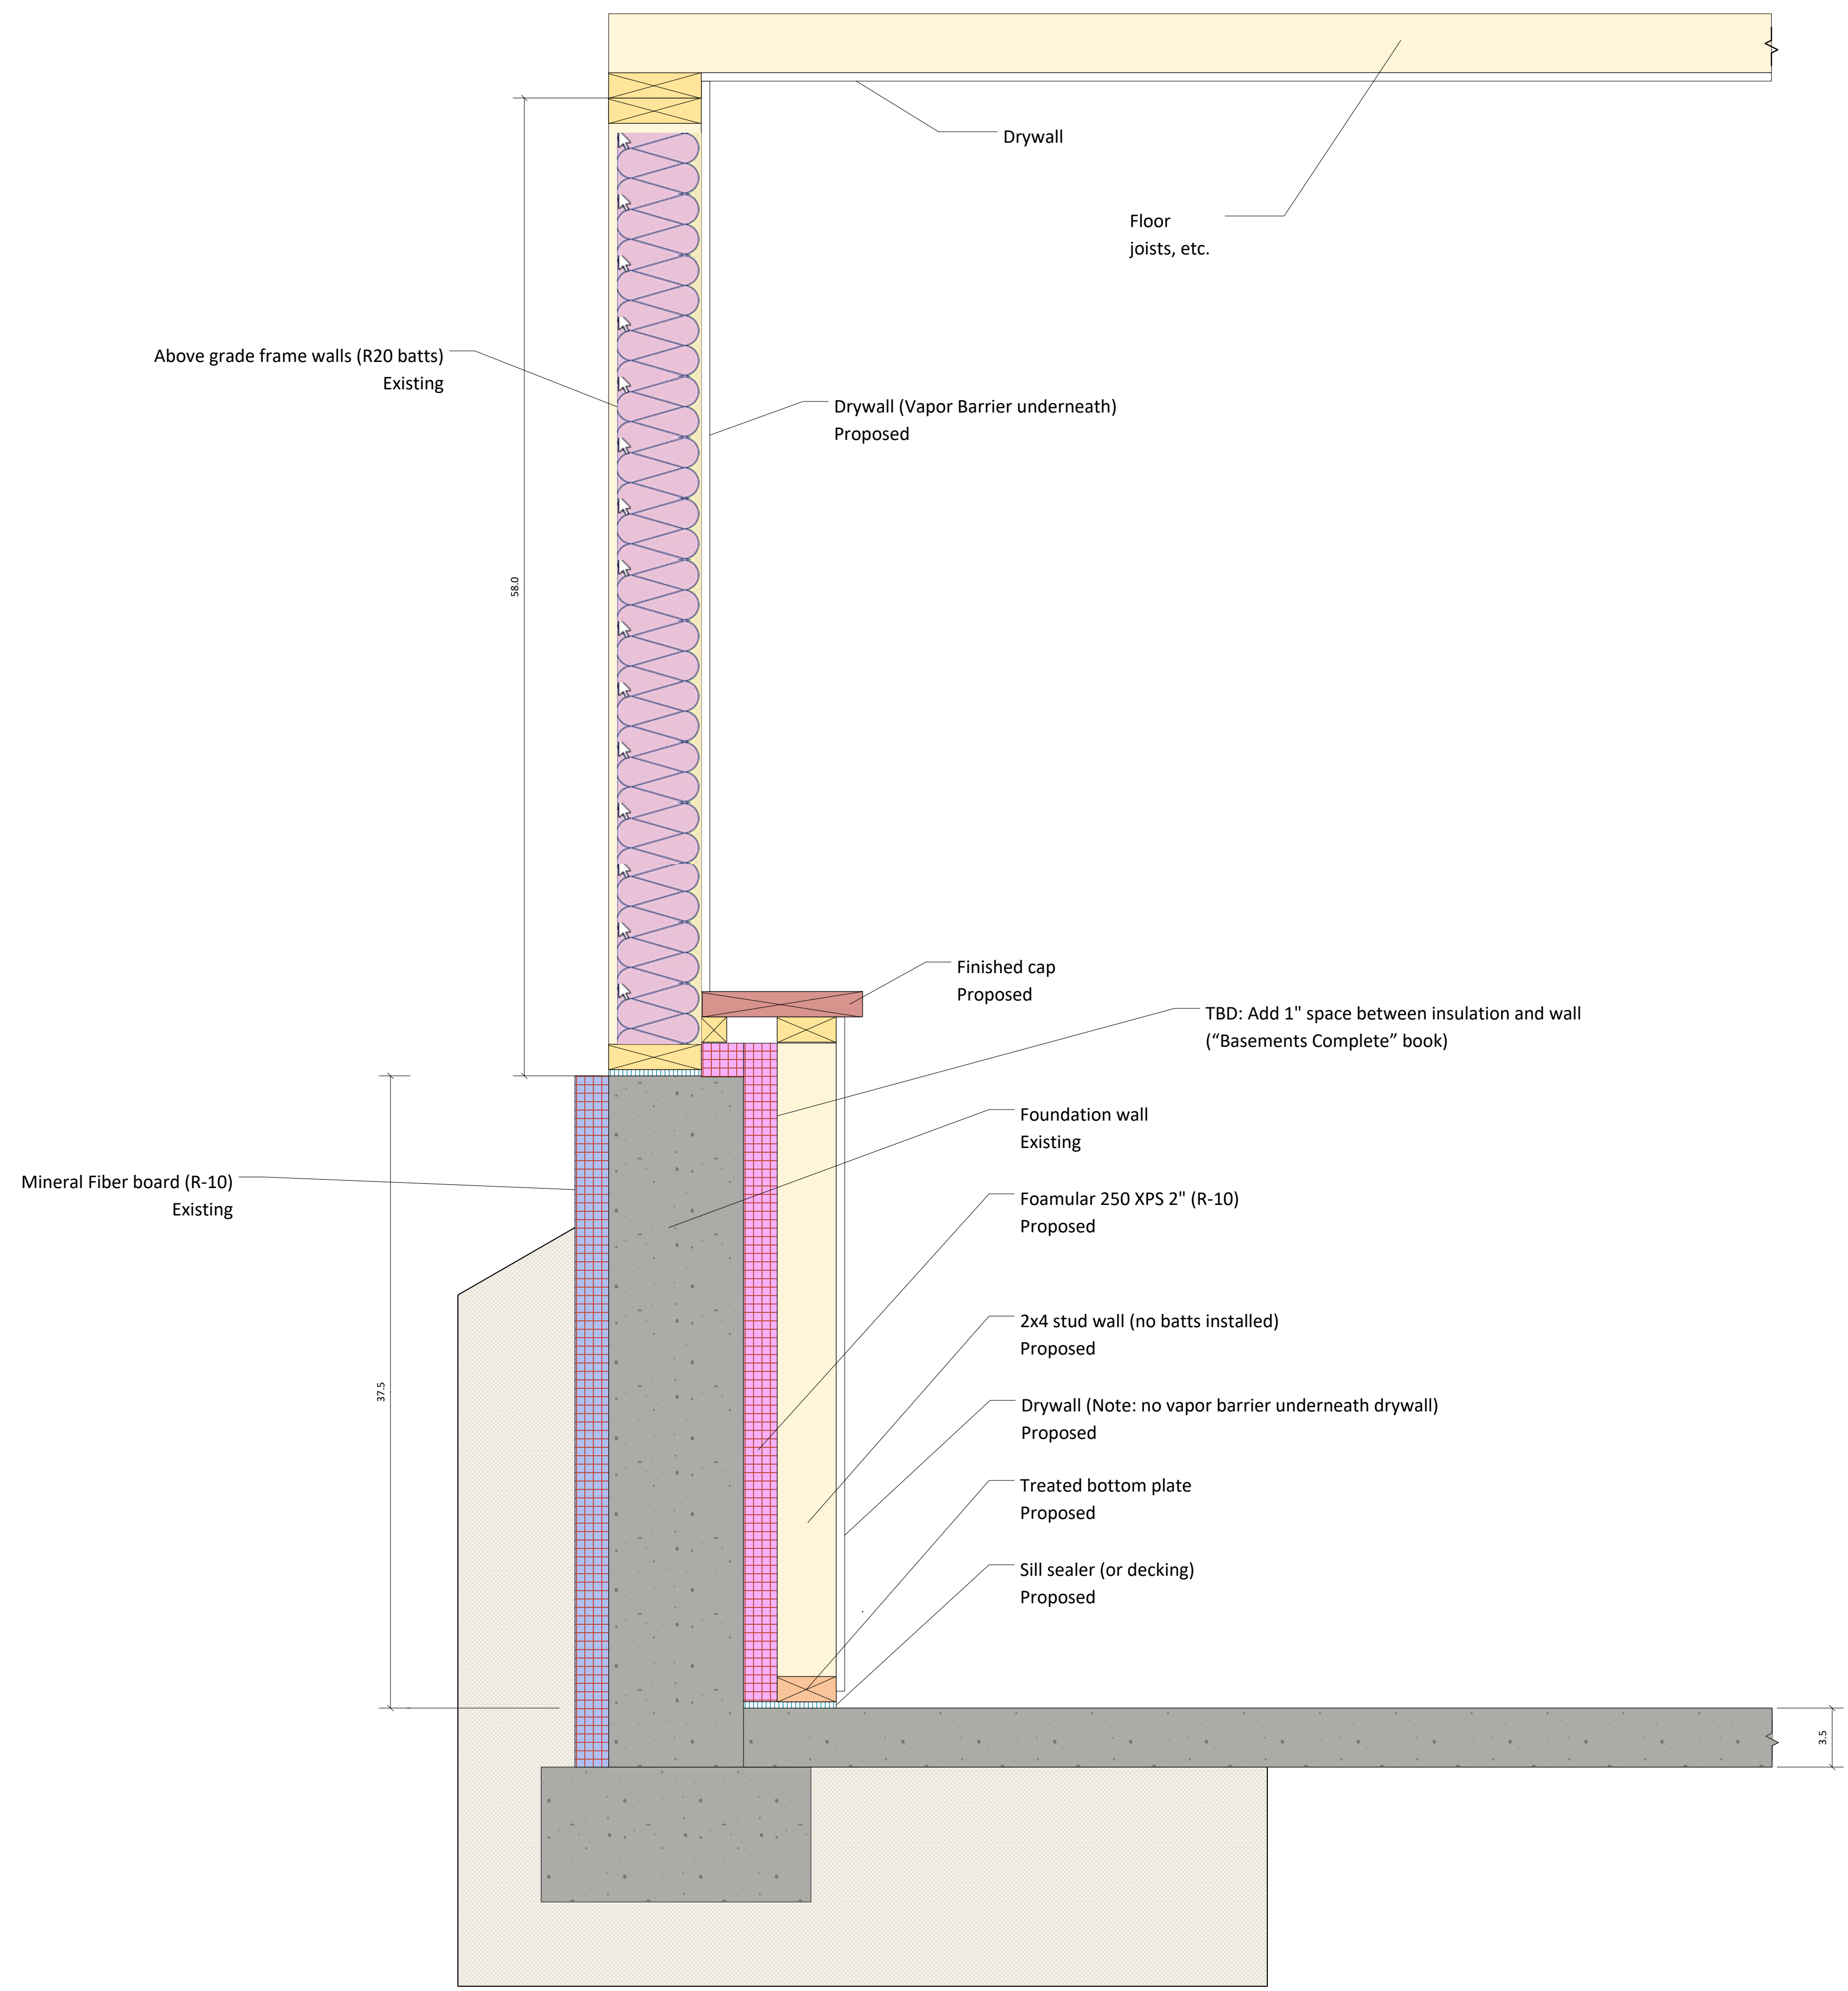 Drywall
Floor
joists, etc.
Above grade frame walls (R20 batts)
Existing
Drywall (Vapor Barrier underneath)
Proposed
58.0
Finished cap
Proposed
TBD: Add 1" space between insulation and wall
(“Basements Complete” book)
Foundation wall
Existing
Mineral Fiber board (R-10)
Existing
Foamular 250 XPS 2" (R-10)
Proposed
2x4 stud wall (no batts installed)
Proposed
37.5
Drywall (Note: no vapor barrier underneath drywall)
Proposed
Treated bottom plate
Proposed
Sill sealer (or decking)
Proposed
3.5